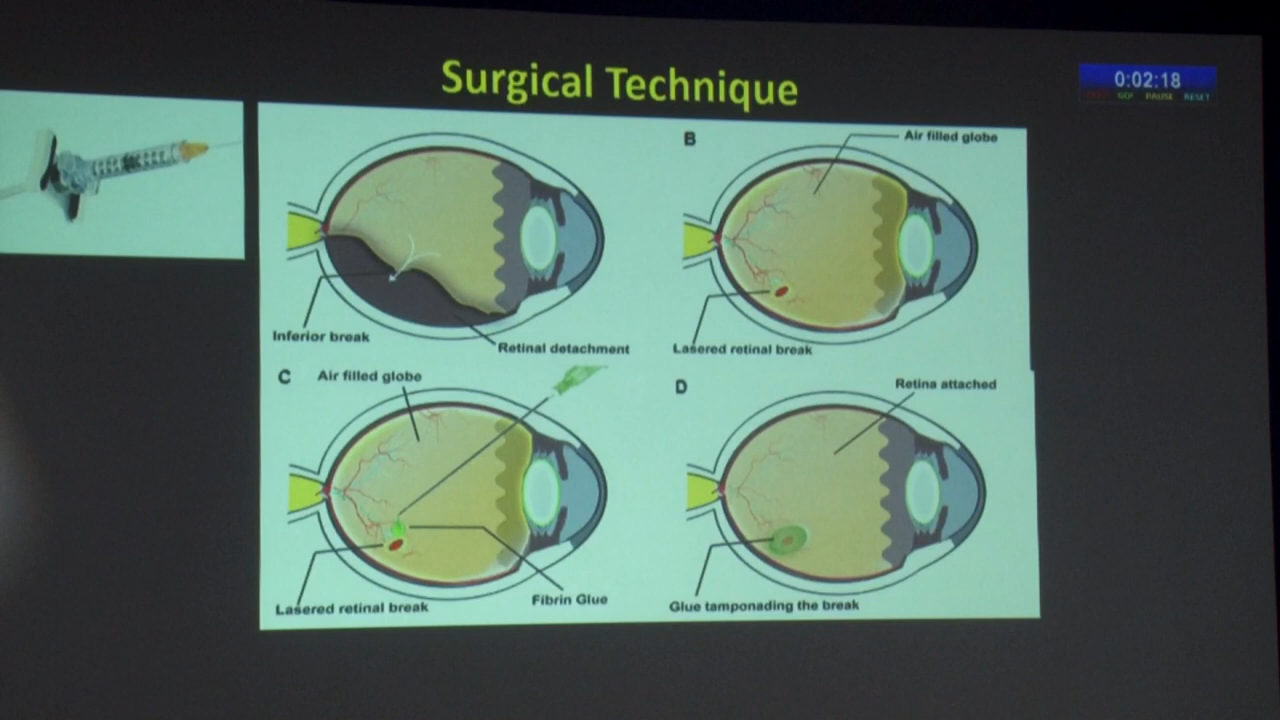 Surgical Technique
0:02:18
PAUSE RESET
B
Air filled globe
Inferior break
Retinal detachment
Lasered retinal break
C
Air filled globe
D
Retina attached
Lasered retinal break
Fibrin Glue
Glue tamponading the break